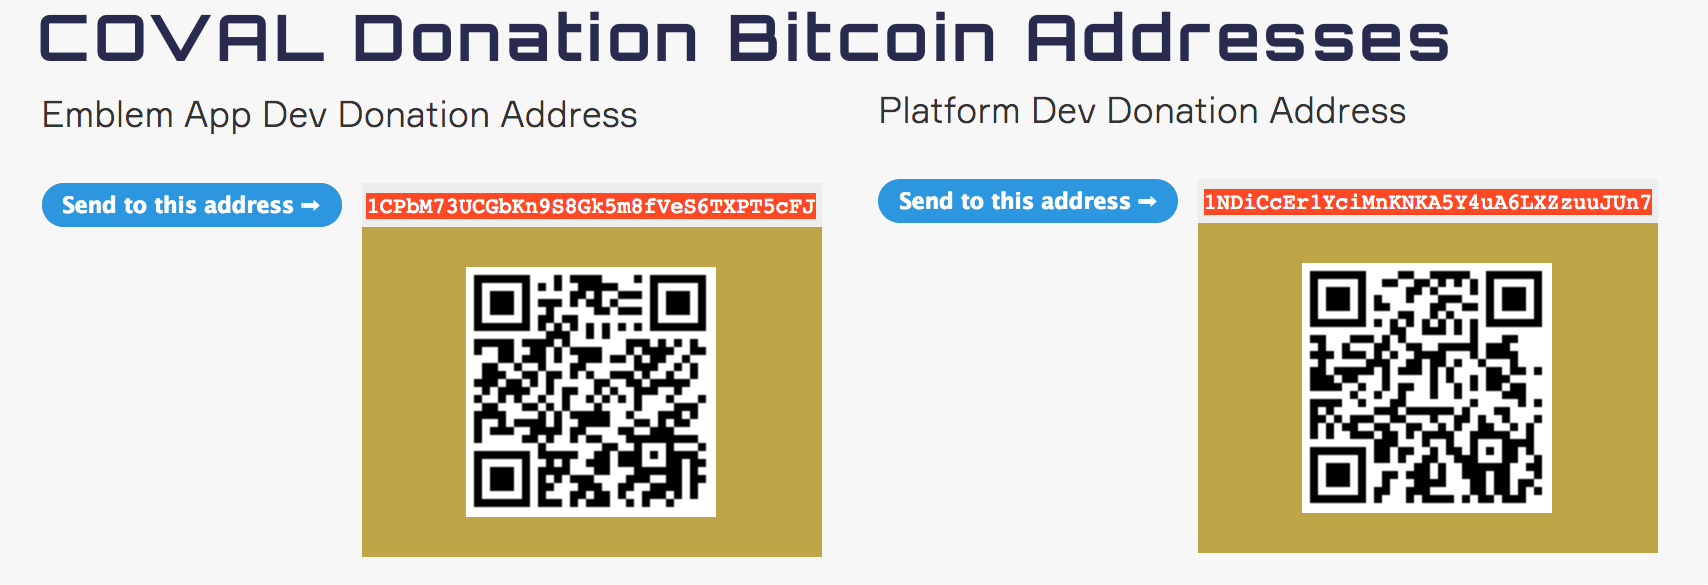 COVAL Donation Bitcoin Addresses
Emblem App Dev Donation Address
Send to this address ➡
1CPbM73UCGbKn9S8Gk5m8fVeS6TXPT5cFJ
Platform Dev Donation Address
Send to this address ➡
1NDiCcEr1YciMnKNKA5Y4uA6LXZzuuJUn7